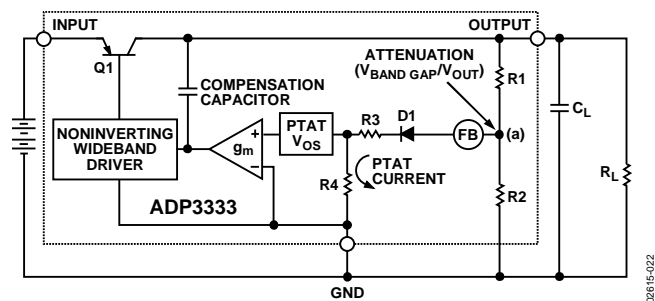 INPUT
OUTPUT
Q1
COMPENSATION
CAPACITOR
ATTENUATION
(VBAND GAP/VOUT)
R1
NONINVERTING
WIDEBAND
DRIVER
gm
+
−
PTAT
VOS
R3
D1
FB
(a)
CL
R4
PTAT
CURRENT
R2
RL
ADP3333
GND
02615-022